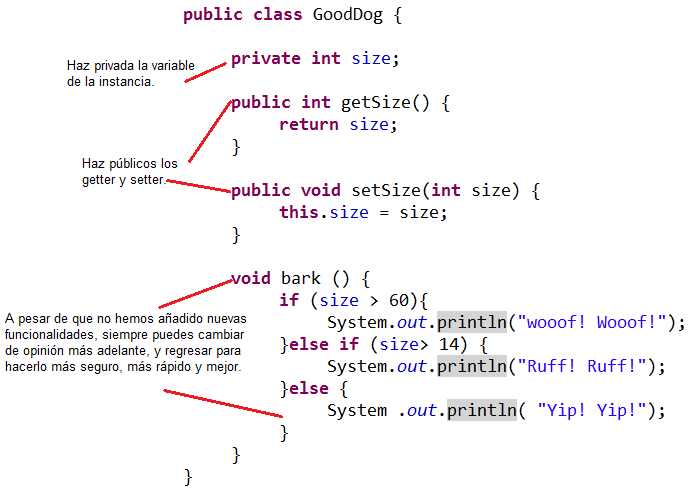 public class GoodDog {
Haz privada la variable
de la instancia.
private int size;
public int getSize() {
return size;
}
Haz públicos los
getter y setter.
public void setSize(int size) {
this.size = size;
}
void bark () {
A pesar de que no hemos añadido nuevas
funcionalidades, siempre puedes cambiar
de opinión más adelante, y regresar para
hacerlo más seguro, más rápido y mejor.
if (size > 60){
System.out.println("wooof! Wooof!");
}else if (size> 14) {
System.out.println("Ruff! Ruff!");
}else {
System .out.println( "Yip! Yip!");
}
}
}